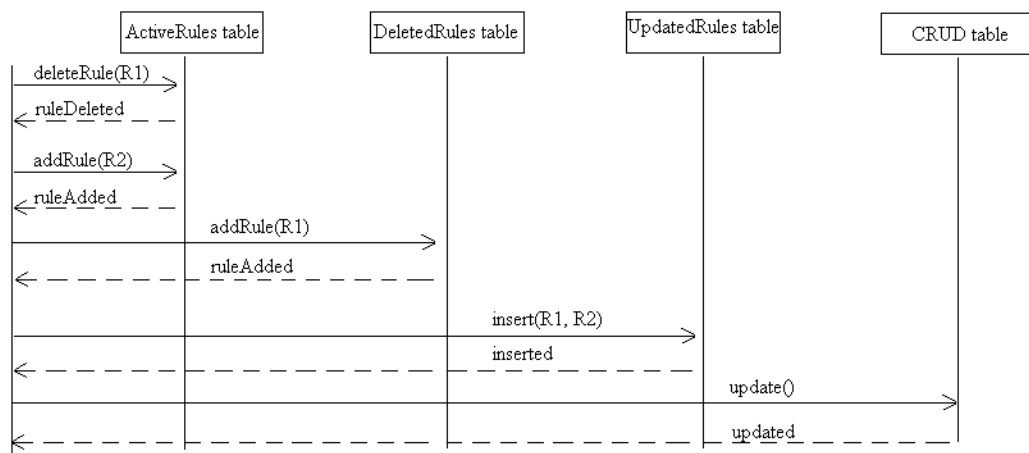 ActiveRules table
DeletedRules table
UpdatedRules table
CRUD table
deleteRule(R1)
ruleDeleted
addRule(R2)
ruleAdded
addRule(R1)
ruleAdded
insert(R1, R2)
inserted
update()
updated